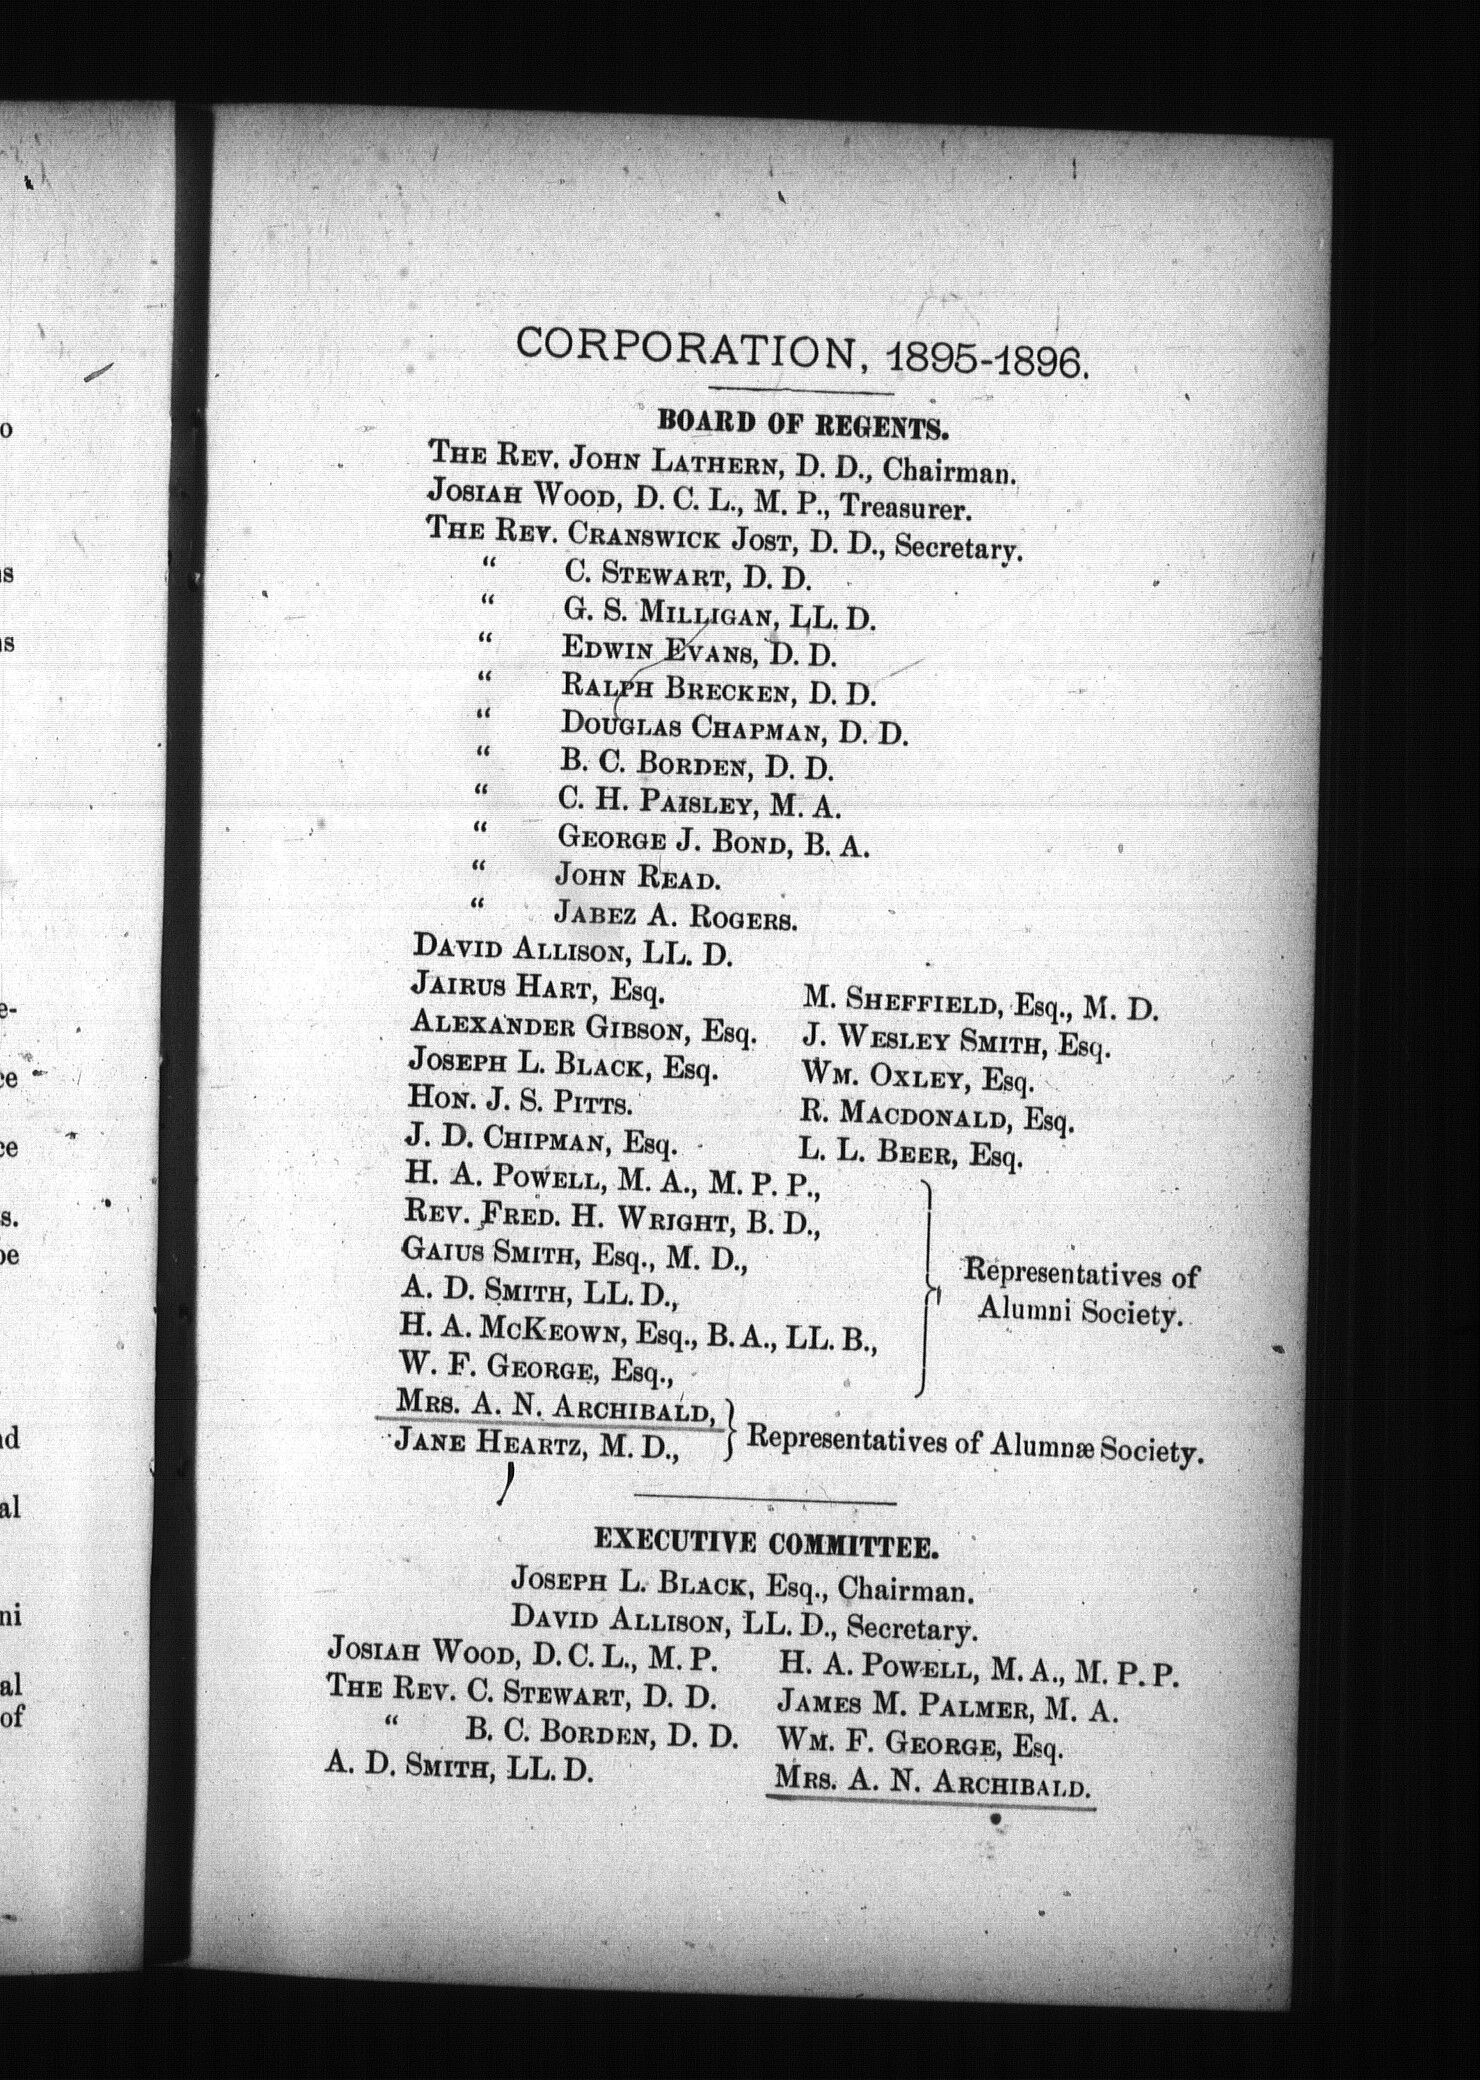 CORPORATION, 1895-1896.
BOARD OF REGENTS.
THE REV. JOHN LATHERN, D. D., Chairman.
JOSIAH WOOD, D. C. L., M. P., Treasurer.
THE REV. CRANSWICK JOST, D. D., Secretary.
“ C. STEWART, D. D.
“ G. S. MILLIGAN, LL. D.
“ EDWIN EVANS, D. D.
“ RALPH BRECKEN, D. D.
“ DOUGLAS CHAPMAN, D. D.
“ B. C. BORDEN, D. D.
“ C. H. PAISLEY, M. A.
“ GEORGE J. BOND, B. A.
“ JOHN READ.
“ JABEZ A. ROGERS.
DAVID ALLISON, LL. D.
JAIRUS HART, Esq. M. SHEFFIELD, Esq., M. D.
ALEXANDER GIBSON, Esq. J. WESLEY SMITH, Esq.
JOSEPH L. BLACK, Esq. WM. OXLEY, Esq.
HON. J. S. PITTS. R. MACDONALD, Esq.
J. D. CHIPMAN, Esq. L. L. BEER, Esq.
H. A. POWELL, M. A., M. P. P.,
REV. FRED. H. WRIGHT, B. D.,
GAIUS SMITH, Esq., M. D.,
A. D. SMITH, LL. D.,
H. A. MCKEOWN, Esq., B. A., LL. B.,
W. F. GEORGE, Esq.,
Representatives of
Alumni Society.
MRS. A. N. ARCHIBALD,
JANE HEARTZ, M. D.,
Representatives of Alumnæ Society.
EXECUTIVE COMMITTEE.
JOSEPH L. BLACK, Esq., Chairman.
DAVID ALLISON, LL. D., Secretary.
JOSIAH WOOD, D. C. L., M. P. H. A. POWELL, M. A., M. P. P.
THE REV. C. STEWART, D. D. JAMES M. PALMER, M. A.
“ B. C. BORDEN, D. D. WM. F. GEORGE, Esq.
A. D. SMITH, LL. D. MRS. A. N. ARCHIBALD.